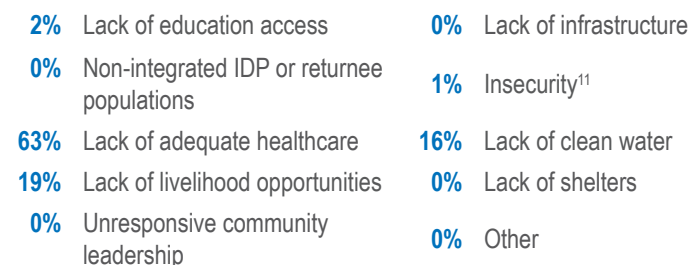 2% Lack of education access
0% Non-integrated IDP or returnee
populations
63% Lack of adequate healthcare
19% Lack of livelihood opportunities
0% Unresponsive community
leadership
0% Lack of infrastructure
1% Insecurity¹¹
16% Lack of clean water
0% Lack of shelters
0% Other